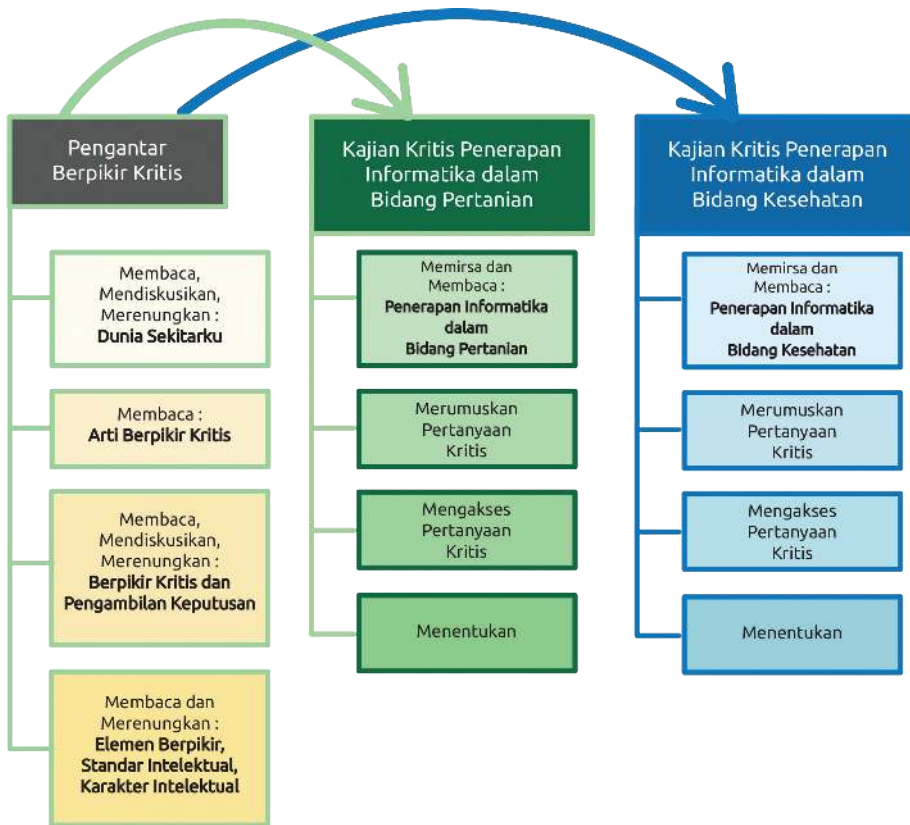 Pengantar
Berpikir Kritis
Membaca,
Mendiskusikan,
Merenungkan :
Dunia Sekitarku
Membaca :
Arti Berpikir Kritis
Membaca,
Mendiskusikan,
Merenungkan :
Berpikir Kritis dan
Pengambilan Keputusan
Membaca dan
Merenungkan :
Elemen Berpikir,
Standar Intelektual,
Karakter Intelektual
Kajian Kritis Penerapan
Informatika dalam
Bidang Pertanian
Memirsa dan
Membaca :
Penerapan Informatika
dalam
Bidang Pertanian
Merumuskan
Pertanyaan
Kritis
Mengakses
Pertanyaan
Kritis
Menentukan
Kajian Kritis Penerapan
Informatika dalam
Bidang Kesehatan
Memirsa dan
Membaca :
Penerapan Informatika
dalam
Bidang Kesehatan
Merumuskan
Pertanyaan
Kritis
Mengakses
Pertanyaan
Kritis
Menentukan